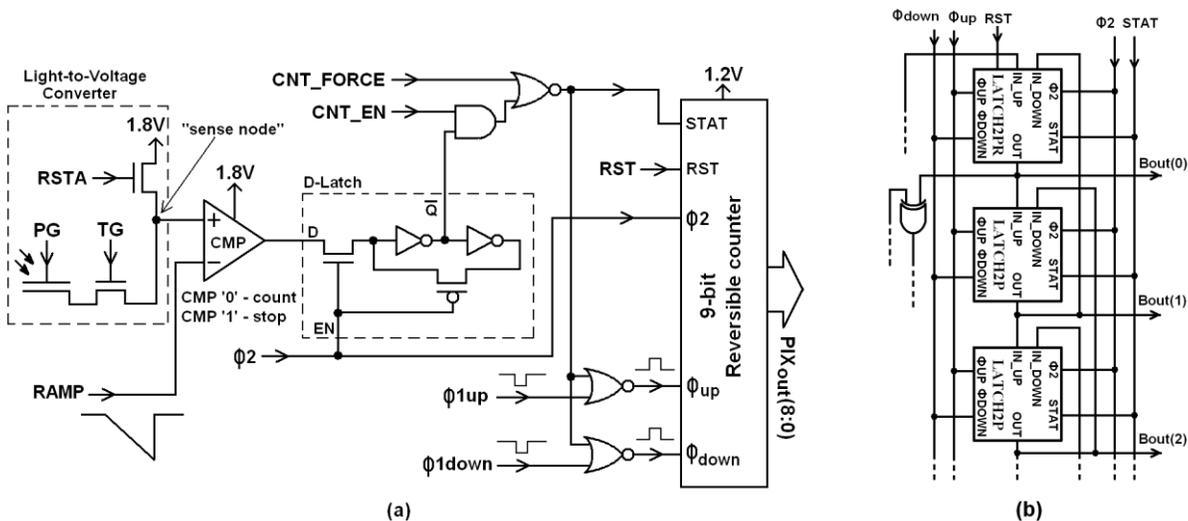 Light-to-Voltage
Converter
1.8V
"sense node"
RSTA
PG
TG
1.8V
+
CMP
−
CMP '0' - count
CMP '1' - stop
RAMP
CNT_FORCE
CNT_EN
D-Latch
Q̅
D
EN
ϕ2
1.2V
STAT
RST
RST
ϕ2
9-bit
Reversible counter
PIXout(8:0)
ϕ1up
ϕup
ϕ1down
ϕdown
(a)
Φdown
Φup
RST
Φ2
STAT
IN_UP
IN_DOWN
LATCH2PR
ΦUP
ΦDOWN
Φ2
STAT
OUT
Bout(0)
IN_UP
IN_DOWN
LATCH2P
ΦUP
ΦDOWN
Φ2
STAT
OUT
Bout(1)
IN_UP
IN_DOWN
LATCH2P
ΦUP
ΦDOWN
Φ2
STAT
OUT
Bout(2)
(b)